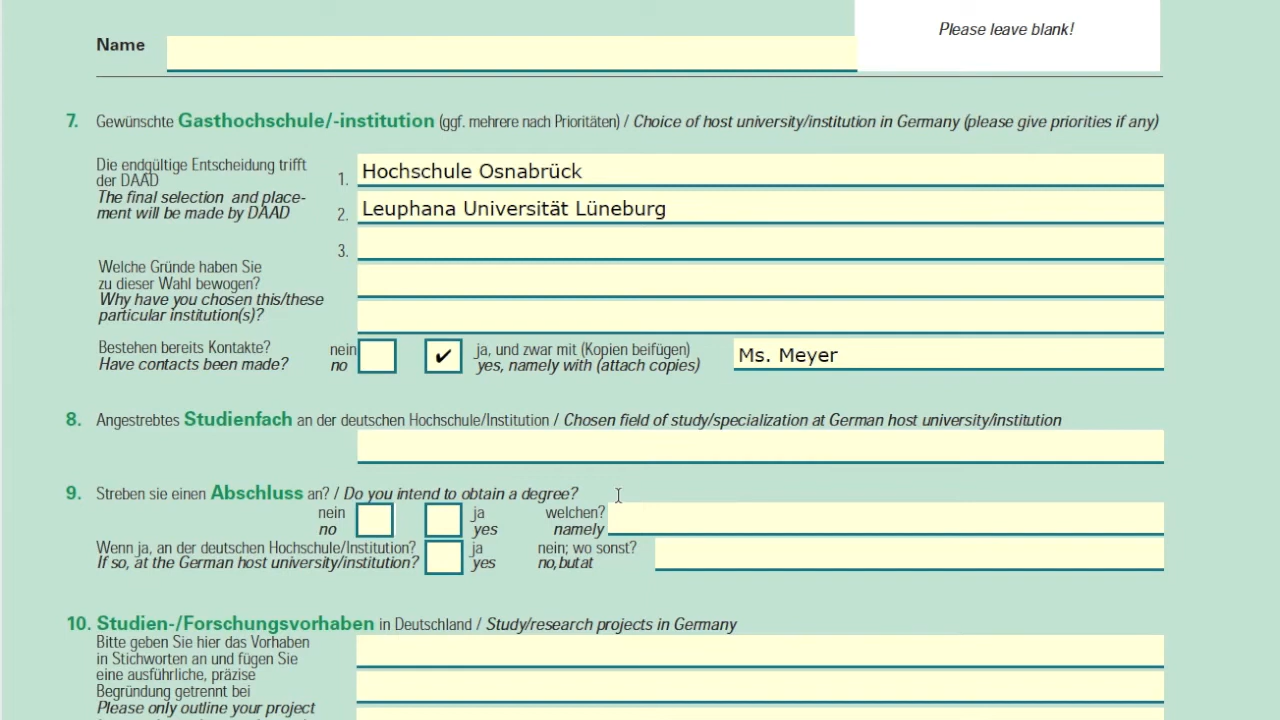 Please leave blank!
Name
7. Gewünschte Gasthochschule/-institution (ggf. mehrere nach Prioritäten) / Choice of host university/institution in Germany (please give priorities if any)
Die endgültige Entscheidung trifft
der DAAD
The final selection and place-
ment will be made by DAAD
1. Hochschule Osnabrück
2. Leuphana Universität Lüneburg
3.
Welche Gründe haben Sie
zu dieser Wahl bewogen?
Why have you chosen this/these
particular institution(s)?
Bestehen bereits Kontakte? nein ja, und zwar mit (Kopien beifügen) Ms. Meyer
Have contacts been made? no ✔ yes, namely with (attach copies)
8. Angestrebtes Studienfach an der deutschen Hochschule/Institution / Chosen field of study/specialization at German host university/institution
9. Streben sie einen Abschluss an? / Do you intend to obtain a degree?
nein ja welchen?
no yes namely
Wenn ja, an der deutschen Hochschule/Institution? ja nein; wo sonst?
If so, at the German host university/institution? yes no,butat
10. Studien-/Forschungsvorhaben in Deutschland / Study/research projects in Germany
Bitte geben Sie hier das Vorhaben
in Stichworten an und fügen Sie
eine ausführliche, präzise
Begründung getrennt bei
Please only outline your project